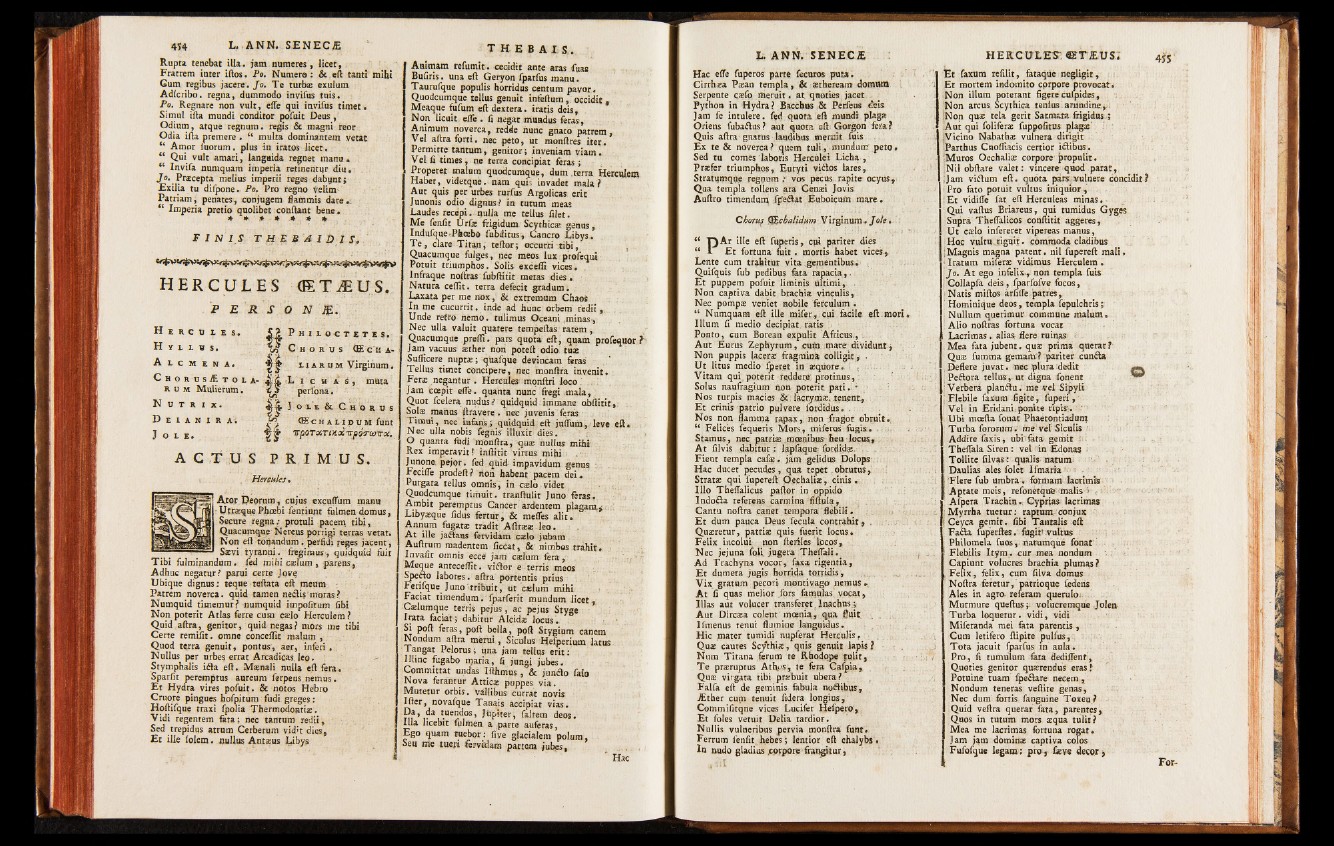 454 L. ANN. SENECÆ
Rupta tenebat illa. jam numeres, licet,
Fratrem inter iſtos. Po. Numero: & eſt tanti mihi
Cum regibus jacere. Jo. Te turbæ exulum
Adſcribo. regna, dummodo inviſus tuis.
Po. Regnare non vult, eſſe qui inviſus timet.
Simul iſta mundi conditor poſuit Deus,
Odium, atque regnum. regis & magni reor
Odia iſta premere. “ multa dominantem vetat
“ Amor ſuorum. plus in iratos licet.
“ Qui vult amari, languida regnet manu.
“ Inviſa numquam imperia retinentur diu.
Jo. Præcepta melius imperii reges dabunt;
Exilia tu diſpone. Po. Pro regno velim
Patriam, penates, conjugem flammis dare.
“ Imperia pretio quolibet conſtant bene.
* * * * * * *
FINIS THEBAIDIS.
HERCULES ŒTÆUS.
PERSONÆ.
HERCULES.
HYLLUS.
ALCMENA.
CHORUS ÆTOLA-
RUM Mulierum.
NUTRIX.
DEIANIRA.
JOLE.
PHILOCTETES.
CHORUS ŒCHA-
LIARUM Virginum.
LICHAS, muta
perſona.
JOLE & CHORUS
ŒCHALIDUM ſunt
προτατικὰ πρόσωπα.
ACTUS PRIMUS.
Hercules.
SAtor Deorum, cujus excuſſum manu
Utræque Phœbi ſentiunt fulmen domus,
Secure regna: protuli pacem tibi,
Quacumque Nereus porrigi terras vetat.
Non eſt tonandum. perfidi reges jacent,
Sævi tyranni. fregimus, quidquid fuit
Tibi fulminandum. ſed mihi cælum, parens,
Adhuc negatur? parui certe Jove
Ubique dignus: teque teſtata eſt meum
Patrem noverca. quid tamen nectis moras?
Numquid timemur? numquid impoſitum ſibi
Non poterit Atlas ferre cum cælo Herculem?
Quid aſtra, genitor, quid negas? mors me tibi
Certe remiſit. omne conceſſit malum,
Quod terra genuit, pontus, aer, inferi.
Nullus per urbes errat Arcadicas leo.
Stymphalis icta eſt. Mænali nulla eſt fera.
Sparſit peremptus aureum ſerpens nemus.
Et Hydra vires poſuit. & notos Hebro
Cruore pingues hoſpitum fudi greges:
Hoſtiſque traxi ſpolia Thermodontiæ.
Vidi regentem fata: nec tantum redii,
Sed trepidus atrum Cerberum vidit dies,
Et ille ſolem. nullus Antæus Libys
THEBAIS.
Animam reſumit. cecidit ante aras ſuas
Buſiris. una eſt Geryon ſparſus manu.
Tauruſque populis horridus centum pavor.
Quodcumque tellus genuit infeſtum, occidit,
Meaque fuſum eſt dextera. iratis deis,
Non licuit eſſe. ſi negat mundus feras,
Animum noverca, redde nunc gnato patrem,
Vel aſtra forti. nec peto, ut monſtres iter.
Permitte tantum, genitor; inveniam viam.
Vel ſi times, ne terra concipiat feras;
Properet malum quodcumque, dum terra Herculem
Haber, videtque. nam quis invadet mala?
Aut quis per urbes rurſus Argolicas erit
Junonis odio dignus? in tutum meas
Laudes recepi. nulla me tellus ſilet.
Me ſenſit Urſæ frigidum Scythicæ genus,
Induſque Phœbo ſubditus, Cancro Libys.
Te, clare Titan, teſtor; occurri tibi,
Quacumque fulges, nec meos lux proſequi
Potuit triumphos. Solis exceſſi vices,
Infraque noſtras ſubſtitit metas dies.
Natura ceſſit. terra defecit gradum.
Laxata per me nox, & extremum Chaos
In me cucurrit. inde ad hunc orbem redii,
Unde retro nemo. tulimus Oceani minas,
Nec ulla valuit quatere tempeſtas ratem,
Quacumque preſſi. pars quota eſt, quam proſequor?
Jam vacuus æther non poteſt odio tuæ
Sufficere nuptæ; quaſque devincam feras
Tellus timet concipere, nec monſtra invenit.
Feræ negantur. Hercules monſtri loco
Jam cœpit eſſe. quanta nunc fregi mala,
Quot ſcelera nudus? quidquid immane obſtitit,
Solæ manus ſtravere. nec juvenis feras
Timui, nec infans; quidquid eſt juſſum, leve eſt.
Nec ulla nobis ſegnis illuxit dies.
O quanta fudi monſtra, quæ nullus mihi
Rex imperavit! inſtitit virtus mihi
Junone pejor. ſed quid impavidum genus
Feciſſe prodeſt? non habent pacem dei.
Purgata tellus omnis, in cælo videt
Quodcumque timuit. tranſtulit Juno feras.
Ambit peremptus Cancer ardentem plagam,
Libyæque ſidus fertur, & meſſes alit.
Annum fugatæ tradit Aſtrææ leo.
At ille jactans fervidam cælo jubam
Auſtrum madentem ſiccat, & nimbos trahit.
Invaſit omnis ecce jam cælum fera,
Meque anteceſſit. victor e terris meos
Specto labores. aſtra portentis prius
Feriſque Juno tribuit, ut cælum mihi
Faciat timendum. ſparſerit mundum licet,
Cælumque terris pejus, ac pejus Styge
Irata faciat; dabitur Alcidæ locus.
Si poſt feras, poſt bella, poſt Stygium canem
Nondum aſtra merui, Siculus Heſperium latus
Tangat Pelorus: una jam tellus erit:
Illinc fugabo maria, ſi jungi jubes.
Committat undas Iſthmus, & juncto ſalo
Nova ferantur Atticæ puppes via.
Mutetur orbis. vallibus currat novis
Iſter, novaſque Tanais accipiat vias.
Da, da tuendos, Jupiter, ſaltem deos.
Illa licebit fulmen a parte auferas,
Ego quam tuebor: ſive glacialem polum,
Seu me tueri fervidam partem jubes,
Hac
L. ANN. SENECÆ
Hac eſſe ſuperos parte ſecuros puta.
Cirrhæa Pæan templa, & ætheream domum
Serpente cæſo meruit. at quoties jacet
Python in Hydra? Bacchus & Perſeus deis
Jam ſe intulere. ſed quota eſt mundi plaga
Oriens ſubactus? aut quota eſt Gorgon fera?
Quis aſtra gnatus laudibus meruit ſuis
Ex te & noverca? quem tuli, mundum peto.
Sed tu comes laboris Herculei Licha,
Præfer triumphos, Euryti victos lares,
Stratumque regnum: vos pecus rapite ocyus,
Qua templa tollens ara Cenæi Jovis
Auſtro timendum ſpectat Euboicum mare.
Chorus Œchalidum Virginum. Jole.
“ PAr ille eſt ſuperis, cui pariter dies
“ Et fortuna fuit. mortis habet vices,
Lente cum trahitur vita gementibus.
Quiſquis ſub pedibus fata rapacia,
Et puppem poſuit liminis ultimi,
Non captiva dabit brachia vinculis,
Nec pompæ veniet nobile ferculum.
“ Numquam eſt ille miſer, cui facile eſt mori.
Illum ſi medio decipiat ratis
Ponto, cum Borean expulit Africus,
Aut Eurus Zephyrum, cum mare dividunt,
Non puppis laceræ fragmina colligit,
Ut litus medio ſperet in æquore.
Vitam qui poterit reddere protinus,
Solus naufragium non poterit pati.
Nos turpis macies & lacrymæ tenent,
Et crinis patrio pulvere ſordidus.
Nos non flamma rapax, non fragor obruit.
“ Felices ſequeris Mors, miſeros fugis.
Stamus, nec patriæ mœnibus heu locus,
At ſilvis dabitur: lapſæque ſordidæ
Fient templa caſæ. jam gelidus Dolops
Hac ducet pecudes, qua tepet obrutus,
Stratæ qui ſupereſt Oechaliæ, cinis.
Illo Theſſalicus paſtor in oppido
Indocta referens carmina fiſtula,
Cantu noſtra canet tempora flebili.
Et dum pauca Deus ſecula contrahit,
Quæretur, patriæ quis fuerit locus.
Felix incolui non ſteriles locos,
Nec jejuna ſoli jugera Theſſali.
Ad Trachyna vocor, ſaxa rigentia,
Et dumeta jugis horrida torridis,
Vix gratum pecori montivago nemus.
At ſi quas melior ſors famulas vocat,
Illas aut volucer transferet Inachus;
Aut Dircæa colent mœnia, qua fluit
Iſmenus tenui flumine languidus.
Hic mater tumidi nupſerat Herculis.
Quæ cautes Scythiæ, quis genuit lapis?
Num Titana ferum te Rhodope tulit,
Te præruptus Athos, te fera Caſpia,
Quæ virgata tibi præbuit ubera?
Falſa eſt de geminis fabula noctibus,
Æther cum tenuit ſidera longius,
Commiſitque vices Lucifer Heſpero,
Et ſoles vetuit Delia tardior.
Nullis vulneribus pervia monſtra ſunt.
Ferrum ſenſit hebes; lentior eſt chalybs.
In nudo gladius corpore frangitur,
HERCULES ŒTÆUS. 455
Et ſaxum reſilit, fataque negligit,
Et mortem indomito corpore provocat.
Non illum poterant figere cuſpides,
Non arcus Scythica tenſus arundine,
Non quæ tela gerit Sarmata frigidus;
Aut qui ſoliferæ ſuppoſitus plagæ
Vicino Nabathæ vulnera dirigit
Parthus Cnoſſiacis certior ictibus.
Muros Oechaliæ corpore propulit.
Nil obſtare valet: vincere quod parat,
Jam victum eſt. quota pars vulnere concidit?
Pro fato potuit vultus iniquior,
Et vidiſſe ſat eſt Herculeas minas.
Qui vaſtus Briareus, qui tumidus Gyges
Supra Theſſalicos conſtitit aggeres,
Ut cælo inſereret vipereas manus,
Hoc vultu riguit. commoda cladibus
Magnis magna patent. nil ſupereſt mali.
Iratum miſeræ vidimus Herculem.
Jo. At ego infelix, non templa ſuis
Collapſa deis, ſparſoſve focos,
Natis miſtos arſiſſe patres,
Hominique deos, templa ſepulchris;
Nullum querimur commune malum.
Alio noſtras fortuna vocat
Lacrimas. alias flere ruinas
Mea fata jubent. quæ prima querar?
Quæ ſumma gemam? pariter cuncta
Deflere juvat. nec plura dedit
Pectora tellus, ut digna ſonent
Verbera planctu. me vel Sipyli
Flebile ſaxum figite, ſuperi,
Vel in Eridani ponite ripis.
Ubi mœſta ſonat Phaetontiadum
Turba ſororum. me vel Siculis
Addite ſaxis, ubi fata gemit
Theſſala Siren: vel in Edonas
Tollite ſilvas: qualis natum
Daulias ales ſolet Iſmaria
Flere ſub umbra. formam lacrimis
Aptate meis, reſonetque malis
Aſpera Trachin. Cyprias lacrimas
Myrrha tuetur: raptum conjux
Ceyca gemit. ſibi Tantalis eſt
Facta ſuperſtes. fugit vultus
Philomela ſuos, natumque ſonat
Flebilis Itym. cur mea nondum
Capiunt volucres brachia plumas?
Felix, felix, cum ſilva domus
Noſtra feretur, patrioque ſedens
Ales in agro referam querulo
Murmure queſtus; volucremque Jolen
Turba loquetur. vidi, vidi
Miſeranda mei fata parentis,
Cum letifero ſtipite pulſus,
Tota jacuit ſparſus in aula.
Pro, ſi tumulum fata dediſſent,
Quoties genitor quærendus eras!
Potuine tuam ſpectare necem,
Nondum teneras veſtire genas,
Nec dum fortis ſanguine Toxeu?
Quid veſtra querar fata, parentes,
Quos in tutum mors æqua tulit?
Mea me lacrimas fortuna rogat.
Jam jam dominæ captiva colos
Fuſoſque legam: pro, ſæve decor,
For-